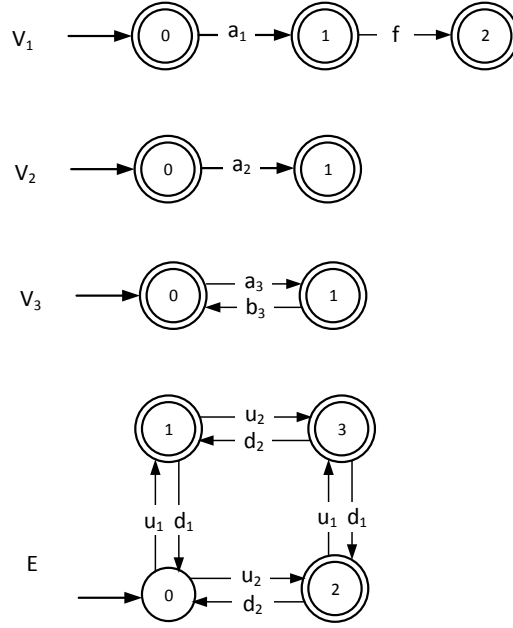 V₁ 0 a₁ 1 f 2
V₂ 0 a₂ 1
V₃ 0 a₃ 1
b₃
1 u₂ 3
d₂
u₁ d₁ u₁ d₁
E 0 u₂ 2
d₂